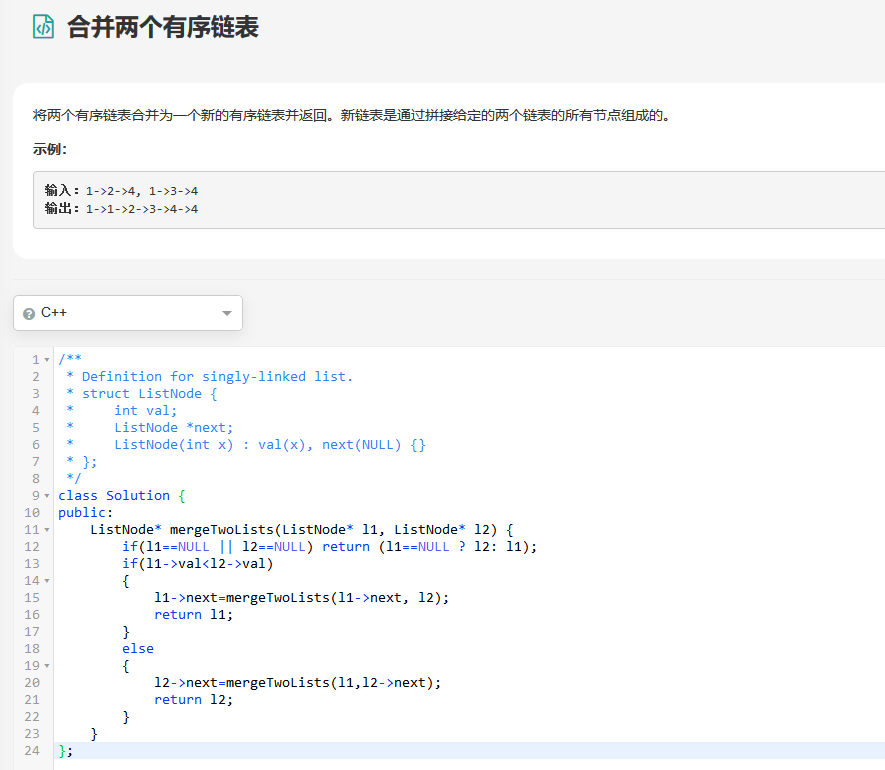 合并两个有序链表
将两个有序链表合并为一个新的有序链表并返回。新链表是通过拼接给定的两个链表的所有节点组成的。
示例：
输入：1->2->4, 1->3->4
输出：1->1->2->3->4->4
C++
1 /**
2  * Definition for singly-linked list.
3  * struct ListNode {
4  *     int val;
5  *     ListNode *next;
6  *     ListNode(int x) : val(x), next(NULL) {}
7  * };
8  */
9 class Solution {
10 public:
11     ListNode* mergeTwoLists(ListNode* l1, ListNode* l2) {
12         if(l1==NULL || l2==NULL) return (l1==NULL ? l2: l1);
13         if(l1->val<l2->val)
14         {
15             l1->next=mergeTwoLists(l1->next, l2);
16             return l1;
17         }
18         else
19         {
20             l2->next=mergeTwoLists(l1,l2->next);
21             return l2;
22         }
23     }
24 };